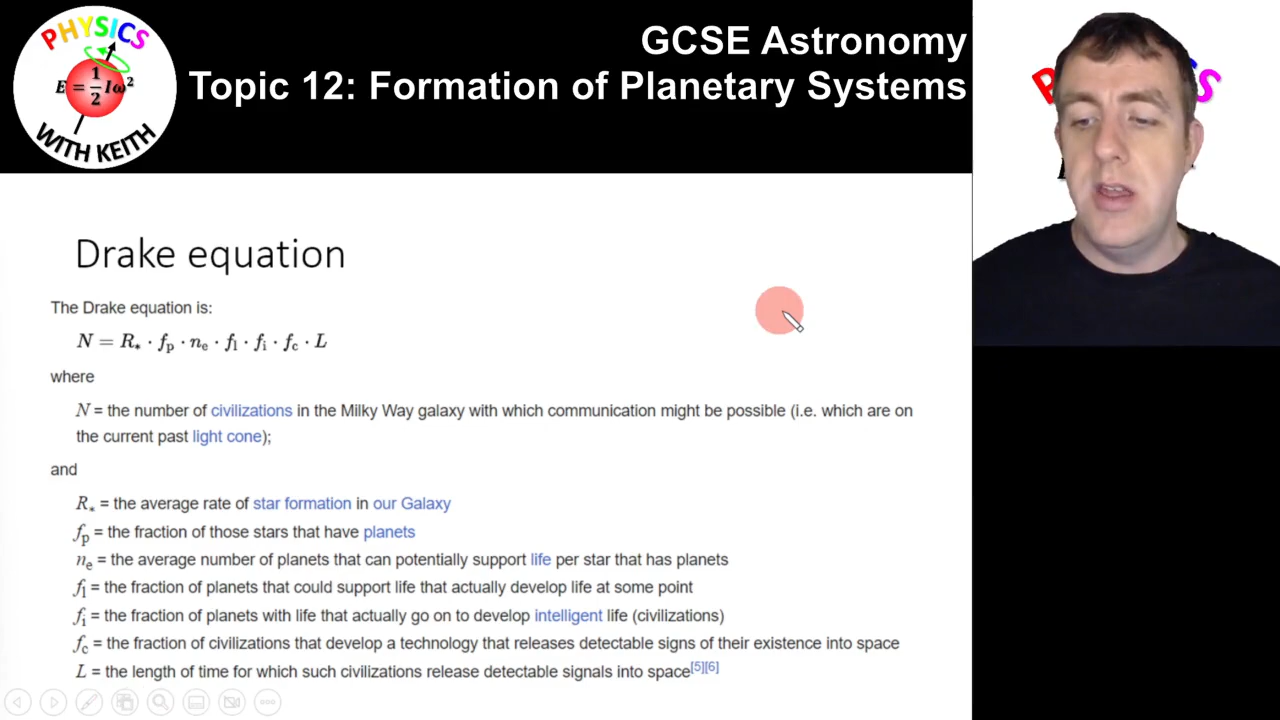 PHYSICS
E = 1/2 Iω²
WITH KEITH
GCSE Astronomy
Topic 12: Formation of Planetary Systems
Drake equation
The Drake equation is:
N = R* · fp · ne · fl · fi · fc · L
where
N = the number of civilizations in the Milky Way galaxy with which communication might be possible (i.e. which are on
the current past light cone);
and
R* = the average rate of star formation in our Galaxy
fp = the fraction of those stars that have planets
ne = the average number of planets that can potentially support life per star that has planets
fl = the fraction of planets that could support life that actually develop life at some point
fi = the fraction of planets with life that actually go on to develop intelligent life (civilizations)
fc = the fraction of civilizations that develop a technology that releases detectable signs of their existence into space
L = the length of time for which such civilizations release detectable signals into space[5][6]